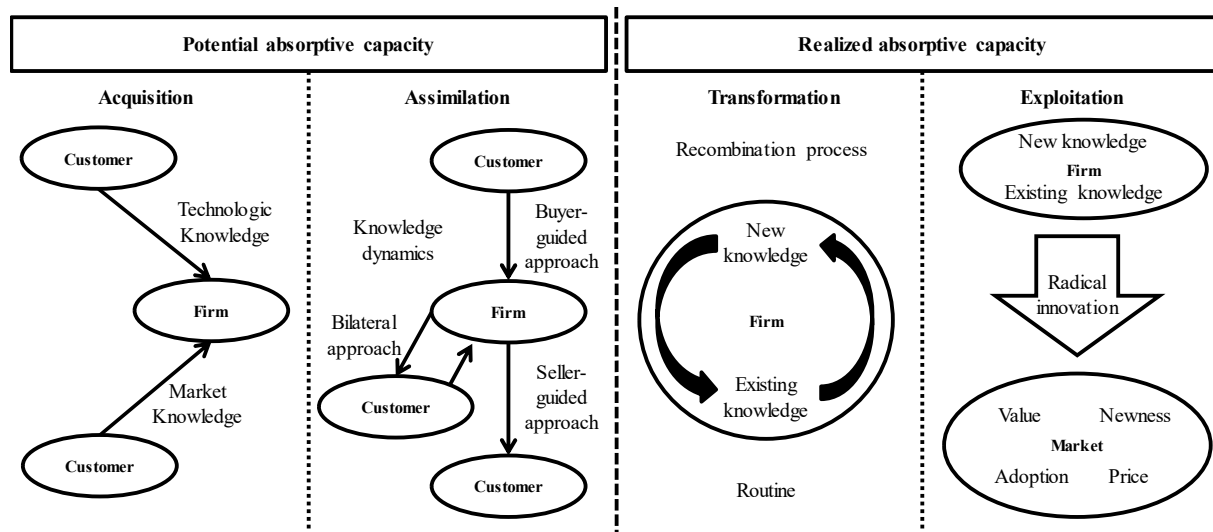 Potential absorptive capacity
Realized absorptive capacity
Acquisition
Customer
Technologic
Knowledge
Firm
Market
Knowledge
Customer
Assimilation
Customer
Knowledge
dynamics
Buyer-
guided
approach
Firm
Bilateral
approach
Customer
Seller-
guided
approach
Customer
Transformation
Recombination process
New
knowledge
Firm
Existing
knowledge
Routine
Exploitation
New knowledge
Firm
Existing knowledge
Radical
innovation
Value Newness
Market
Adoption Price